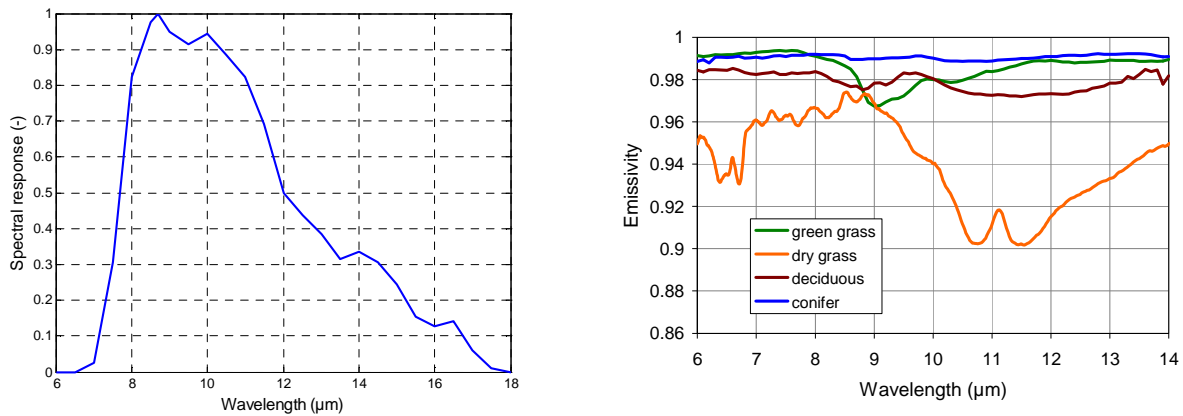 Spectral response (-)
1
0.9
0.8
0.7
0.6
0.5
0.4
0.3
0.2
0.1
0
6 8 10 12 14 16 18
Wavelength (µm)
Emissivity
1
0.98
0.96
0.94
0.92
0.9
0.88
0.86
green grass
dry grass
deciduous
conifer
6 7 8 9 10 11 12 13 14
Wavelength (µm)